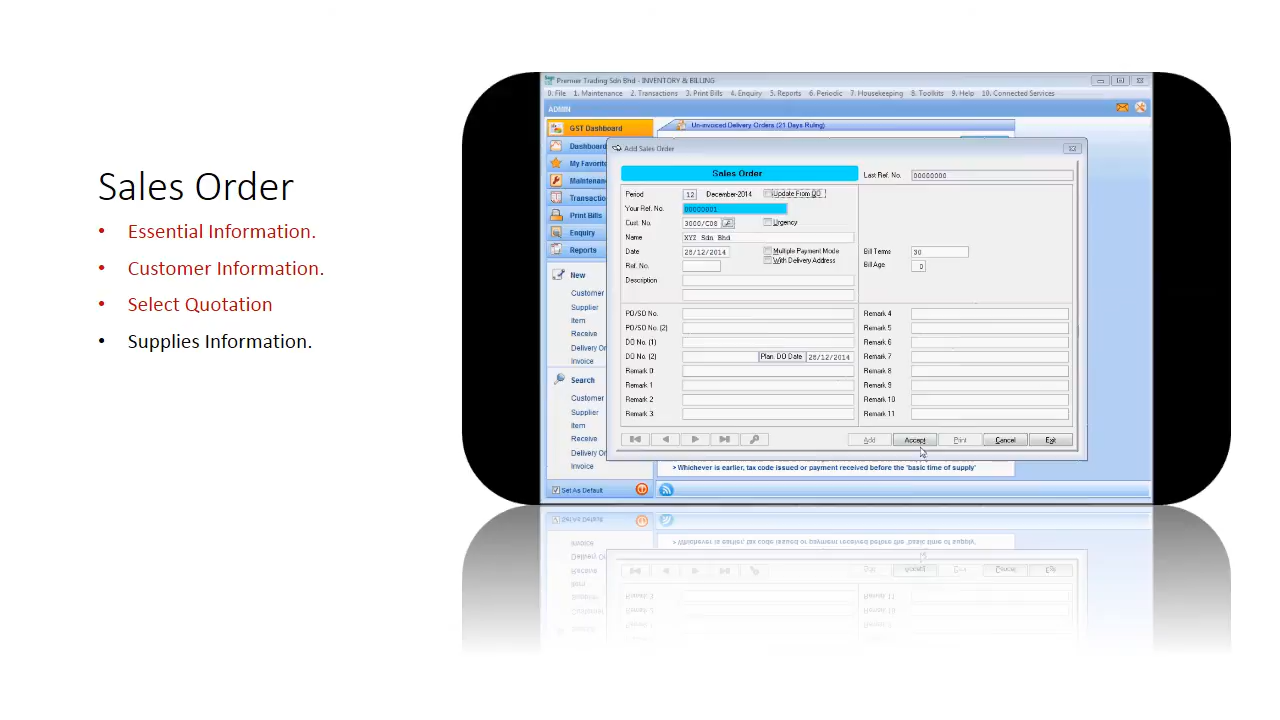 Sales Order
• Essential Information.
• Customer Information.
• Select Quotation
• Supplies Information.
Premier Trading Sdn Bhd - INVENTORY & BILLING
0. File 1. Maintenance 2. Transactions 3. Print Bills 4. Enquiry 5. Reports 6. Periodic 7. Housekeeping 8. Toolkits 9. Help 10. Connected Services
ADMIN
GST Dashboard
Dashboard
My Favorit
Maintenan
Transactio
Print Bills
Enquiry
Reports
New
Customer
Supplier
Item
Receive
Delivery Or
Invoice
Search
Customer
Supplier
Item
Receive
Delivery Or
Invoice
Set As Default
Un-invoiced Delivery Orders (21 Days Ruling)
Add Sales Order
Sales Order
Last Ref. No. 00000000
Period 12 December-2014 Update From QO
Your Ref. No. 00000001
Cust. No. 3000/C08 Urgency
Name XYZ Sdn Bhd
Date 28/12/2014 Multiple Payment Mode Bill Terms 30
With Delivery Address
Ref. No. Bill Age 0
Description
PO/SO No. Remark 4
PO/SO No. (2) Remark 5
DO No. (1) Remark 6
DO No. (2) Plan. DO Date 28/12/2014 Remark 7
Remark 0 Remark 8
Remark 1 Remark 9
Remark 2 Remark 10
Remark 3 Remark 11
Add Accept Print Cancel Exit
> Whichever is earlier, tax code issued or payment received before the 'basic time of supply'